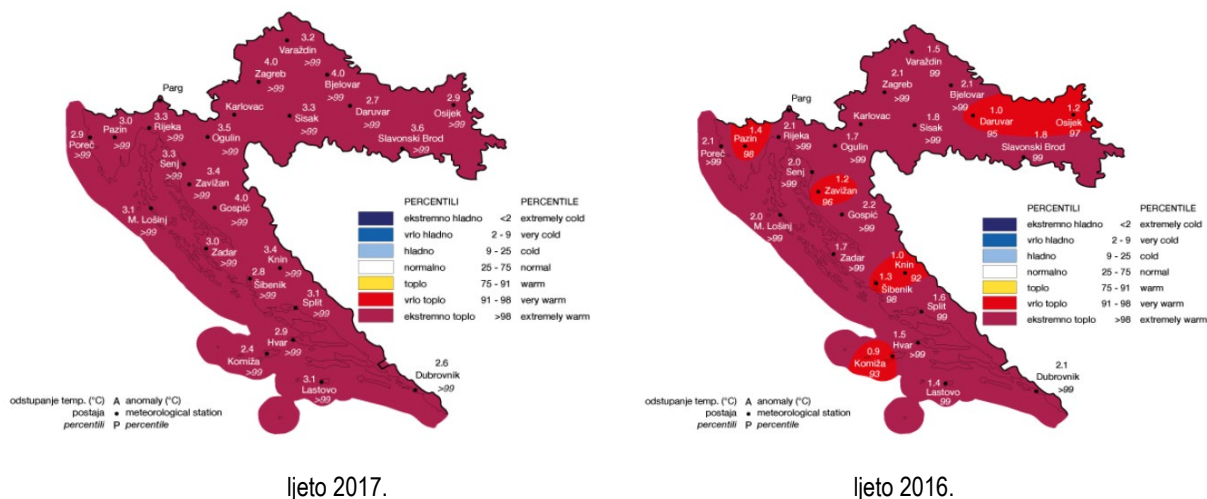 3.2
Varaždin
>99
4.0
Zagreb
>99
4.0
Bjelovar
>99
Parg
3.3
Rijeka
>99
3.0
Pazin
>99
2.9
Poreč
>99
Karlovac
3.3
Sisak
>99
2.7
Daruvar
>99
2.9
Osijek
>99
3.5
Ogulin
>99
3.6
Slavonski Brod
>99
3.3
Senj
>99
3.4
Zavižan
>99
4.0
Gospić
>99
3.1
M. Lošinj
>99
3.0
Zadar
>99
3.4
Knin
>99
2.8
Šibenik
>99
3.1
Split
>99
2.9
Hvar
>99
2.4
Komiža
>99
3.1
Lastovo
>99
2.6
Dubrovnik
>99
PERCENTILI PERCENTILE
ekstremno hladno <2 extremely cold
vrlo hladno 2 - 9 very cold
hladno 9 - 25 cold
normalno 25 - 75 normal
toplo 75 - 91 warm
vrlo toplo 91 - 98 very warm
ekstremno toplo >98 extremely warm
odstupanje temp. (°C) A anomaly (°C)
postaja • meteorological station
percentili P percentile
ljeto 2017.
1.5
Varaždin
99
2.1
Zagreb
>99
2.1
Bjelovar
>99
Parg
2.1
Rijeka
>99
1.4
Pazin
98
2.1
Poreč
>99
Karlovac
1.8
Sisak
>99
1.0
Daruvar
95
1.2
Osijek
97
1.7
Ogulin
>99
1.8
Slavonski Brod
99
2.0
Senj
>99
1.2
Zavižan
96
2.2
Gospić
>99
2.0
M. Lošinj
>99
1.7
Zadar
>99
1.0
Knin
92
1.3
Šibenik
98
1.6
Split
99
1.5
Hvar
>99
0.9
Komiža
93
1.4
Lastovo
99
2.1
Dubrovnik
>99
PERCENTILI PERCENTILE
ekstremno hladno <2 extremely cold
vrlo hladno 2 - 9 very cold
hladno 9 - 25 cold
normalno 25 - 75 normal
toplo 75 - 91 warm
vrlo toplo 91 - 98 very warm
ekstremno toplo >98 extremely warm
odstupanje temp. (°C) A anomaly (°C)
postaja • meteorological station
percentili P percentile
ljeto 2016.